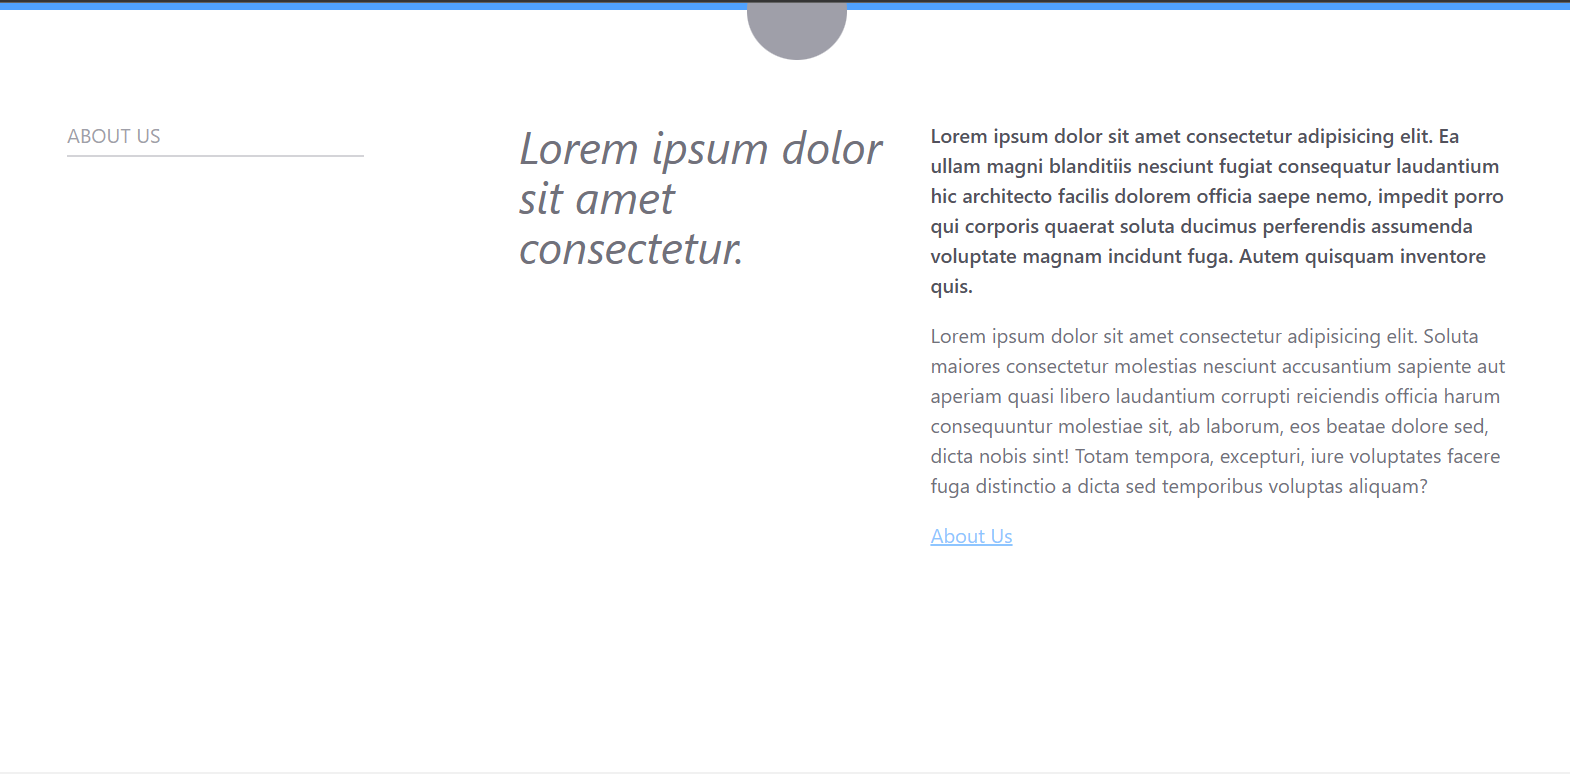 ABOUT US
Lorem ipsum dolor
sit amet
consectetur.
Lorem ipsum dolor sit amet consectetur adipisicing elit. Ea
ullam magni blanditiis nesciunt fugiat consequatur laudantium
hic architecto facilis dolorem officia saepe nemo, impedit porro
qui corporis quaerat soluta ducimus perferendis assumenda
voluptate magnam incidunt fuga. Autem quisquam inventore
quis.
Lorem ipsum dolor sit amet consectetur adipisicing elit. Soluta
maiores consectetur molestias nesciunt accusantium sapiente aut
aperiam quasi libero laudantium corrupti reiciendis officia harum
consequuntur molestiae sit, ab laborum, eos beatae dolore sed,
dicta nobis sint! Totam tempora, excepturi, iure voluptates facere
fuga distinctio a dicta sed temporibus voluptas aliquam?
About Us